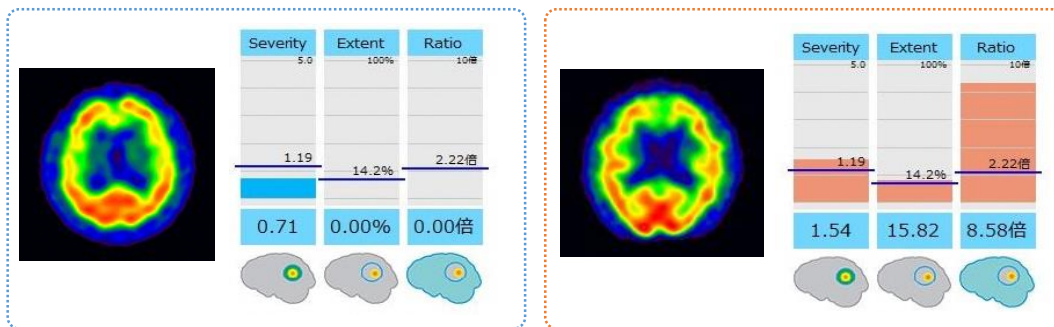 Severity Extent Ratio
5.0 100% 10倍
1.19 14.2% 2.22倍
0.71 0.00% 0.00倍
Severity Extent Ratio
5.0 100% 10倍
1.19 14.2% 2.22倍
1.54 15.82 8.58倍